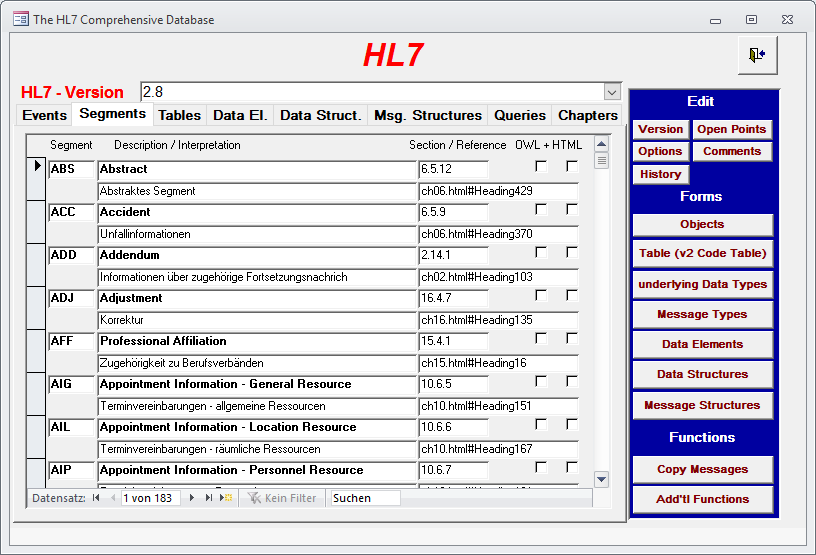 The HL7 Comprehensive Database
HL7
HL7 - Version 2.8
Events Segments Tables Data El. Data Struct. Msg. Structures Queries Chapters
Segment Description / Interpretation Section / Reference OWL + HTML
ABS Abstract 6.5.12
Abstraktes Segment ch06.html#Heading429
ACC Accident 6.5.9
Unfallinformationen ch06.html#Heading370
ADD Addendum 2.14.1
Informationen über zugehörige Fortsetzungsnachrich ch02.html#Heading103
ADJ Adjustment 16.4.7
Korrektur ch16.html#Heading135
AFF Professional Affiliation 15.4.1
Zugehörigkeit zu Berufsverbänden ch15.html#Heading16
AIG Appointment Information - General Resource 10.6.5
Terminvereinbarungen - allgemeine Ressourcen ch10.html#Heading151
AIL Appointment Information - Location Resource 10.6.6
Terminvereinbarungen - räumliche Ressourcen ch10.html#Heading167
AIP Appointment Information - Personnel Resource 10.6.7
Datensatz: 1 von 183 Kein Filter Suchen
Edit
Version Open Points
Options Comments
History
Forms
Objects
Table (v2 Code Table)
underlying Data Types
Message Types
Data Elements
Data Structures
Message Structures
Functions
Copy Messages
Add'tl Functions